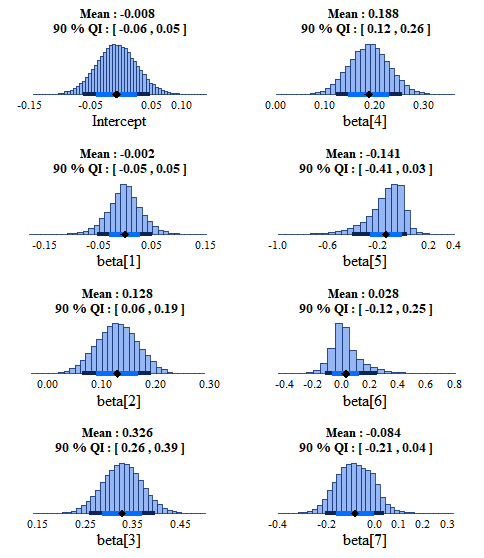 Mean : -0.008
90 % QI : [ -0.06 , 0.05 ]
-0.15 -0.05 0.05 0.10
Intercept
Mean : -0.002
90 % QI : [ -0.05 , 0.05 ]
-0.15 -0.05 0.05 0.15
beta[1]
Mean : 0.128
90 % QI : [ 0.06 , 0.19 ]
0.00 0.10 0.20 0.30
beta[2]
Mean : 0.326
90 % QI : [ 0.26 , 0.39 ]
0.15 0.25 0.35 0.45
beta[3]
Mean : 0.188
90 % QI : [ 0.12 , 0.26 ]
0.00 0.10 0.20 0.30
beta[4]
Mean : -0.141
90 % QI : [ -0.41 , 0.03 ]
-1.0 -0.6 -0.2 0.2 0.4
beta[5]
Mean : 0.028
90 % QI : [ -0.12 , 0.25 ]
-0.4 0.0 0.2 0.4 0.6 0.8
beta[6]
Mean : -0.084
90 % QI : [ -0.21 , 0.04 ]
-0.4 -0.2 0.0 0.1 0.2 0.3
beta[7]